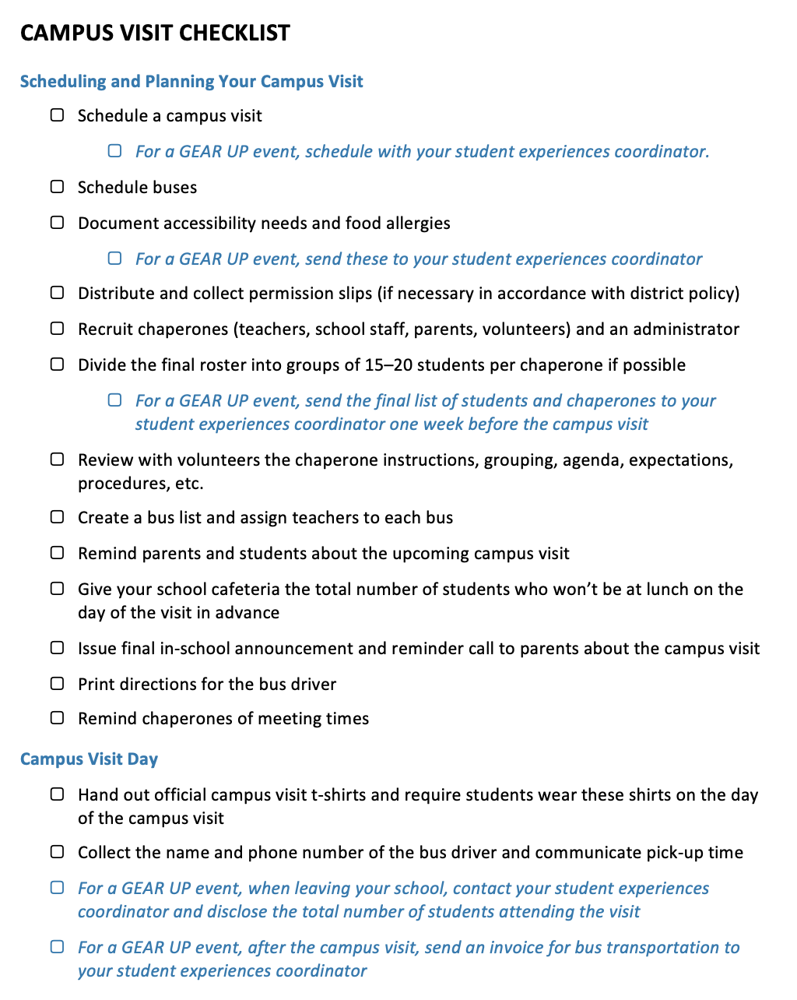 CAMPUS VISIT CHECKLIST
Scheduling and Planning Your Campus Visit
Schedule a campus visit
For a GEAR UP event, schedule with your student experiences coordinator.
Schedule buses
Document accessibility needs and food allergies
For a GEAR UP event, send these to your student experiences coordinator
Distribute and collect permission slips (if necessary in accordance with district policy)
Recruit chaperones (teachers, school staff, parents, volunteers) and an administrator
Divide the final roster into groups of 15–20 students per chaperone if possible
For a GEAR UP event, send the final list of students and chaperones to your
student experiences coordinator one week before the campus visit
Review with volunteers the chaperone instructions, grouping, agenda, expectations,
procedures, etc.
Create a bus list and assign teachers to each bus
Remind parents and students about the upcoming campus visit
Give your school cafeteria the total number of students who won’t be at lunch on the
day of the visit in advance
Issue final in-school announcement and reminder call to parents about the campus visit
Print directions for the bus driver
Remind chaperones of meeting times
Campus Visit Day
Hand out official campus visit t-shirts and require students wear these shirts on the day
of the campus visit
Collect the name and phone number of the bus driver and communicate pick-up time
For a GEAR UP event, when leaving your school, contact your student experiences
coordinator and disclose the total number of students attending the visit
For a GEAR UP event, after the campus visit, send an invoice for bus transportation to
your student experiences coordinator